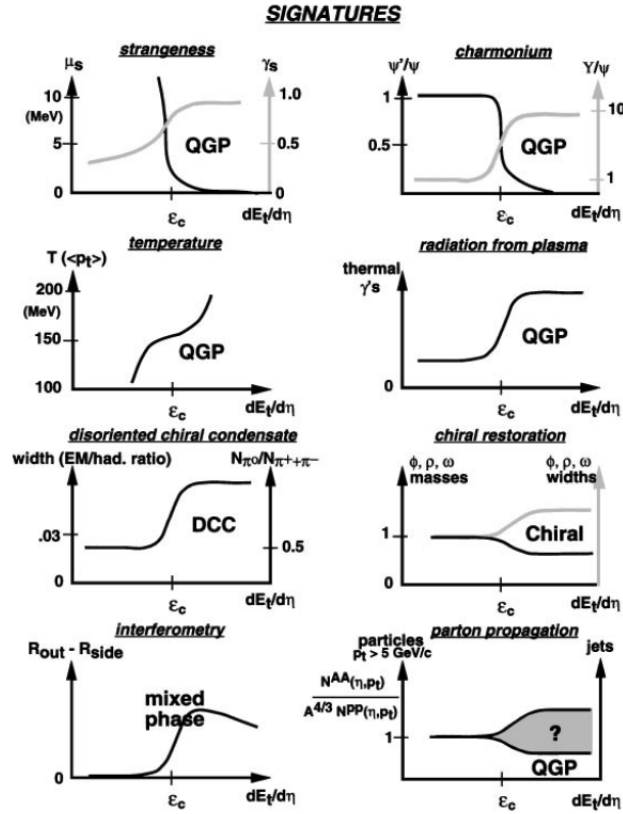 SIGNATURES
strangeness
μs
γs
10
(MeV)
5
0
1.0
0.5
0
QGP
εc
dEt/dη
charmonium
ψ'/ψ
Υ/ψ
1
0.5
10
1
QGP
εc
dEt/dη
temperature
T (<pt>)
200
(MeV)
150
100
QGP
εc
dEt/dη
radiation from plasma
thermal
γ's
0
QGP
εc
dEt/dη
disoriented chiral condensate
width (EM/had. ratio)
Nπ0/Nπ++π−
.03
0
0.5
DCC
εc
dEt/dη
chiral restoration
ϕ, ρ, ω
masses
ϕ, ρ, ω
widths
1
Chiral
εc
dEt/dη
interferometry
Rout - Rside
mixed
phase
0
εc
dEt/dη
parton propagation
particles
pt > 5 GeV/c
jets
NAA(η,pt)
A4/3 Npp(η,pt)
1
?
QGP
εc
dEt/dη